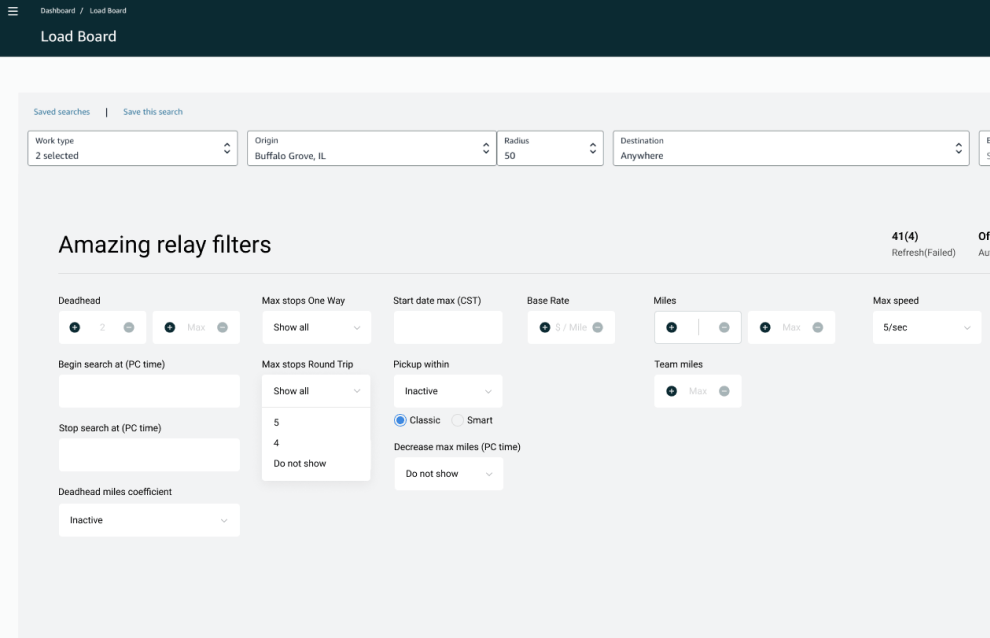 Dashboard / Load Board
Load Board
Saved searches | Save this search
Work type
2 selected
Origin
Buffalo Grove, IL
Radius
50
Destination
Anywhere
Amazing relay filters
41(4)
Refresh(Failed)
Deadhead
2
Max
Max stops One Way
Show all
Start date max (CST)
Base Rate
$ / Mile
Miles
Max
Max speed
5/sec
Begin search at (PC time)
Max stops Round Trip
Show all
5
4
Do not show
Pickup within
Inactive
Classic
Smart
Team miles
Max
Stop search at (PC time)
Decrease max miles (PC time)
Do not show
Deadhead miles coefficient
Inactive